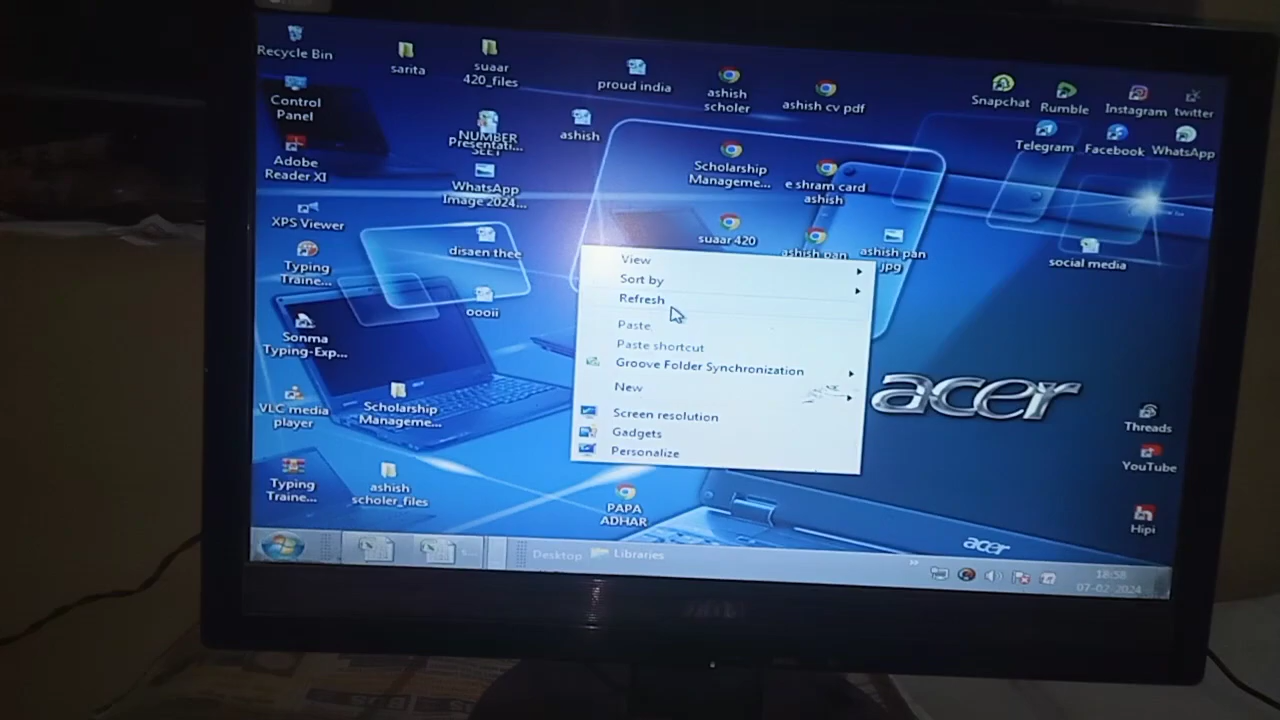 Recycle Bin
Control
Panel
Adobe
Reader XI
XPS Viewer
Typing
Traine...
Sonma
Typing-Exp...
VLC media
player
Typing
Traine...
sarita
Scholarship
Manageme...
ashish
scholer_files
suaar
420_files
NUMBER
Presentati...
WhatsApp
Image 2024...
disaen thee
oooii
ashish
proud india
ashish
scholer
Scholarship
Manageme...
suaar 420
PAPA
ADHAR
ashish cv pdf
e shram card
ashish
ashish pan
ashish pan
jpg
Snapchat
Rumble
Instagram
twitter
Telegram
Facebook
WhatsApp
social media
Threads
YouTube
Hipi
View
Sort by
Refresh
Paste
Paste shortcut
Groove Folder Synchronization
New
Screen resolution
Gadgets
Personalize
acer
acer
Desktop
Libraries
18:58
07-02-2024